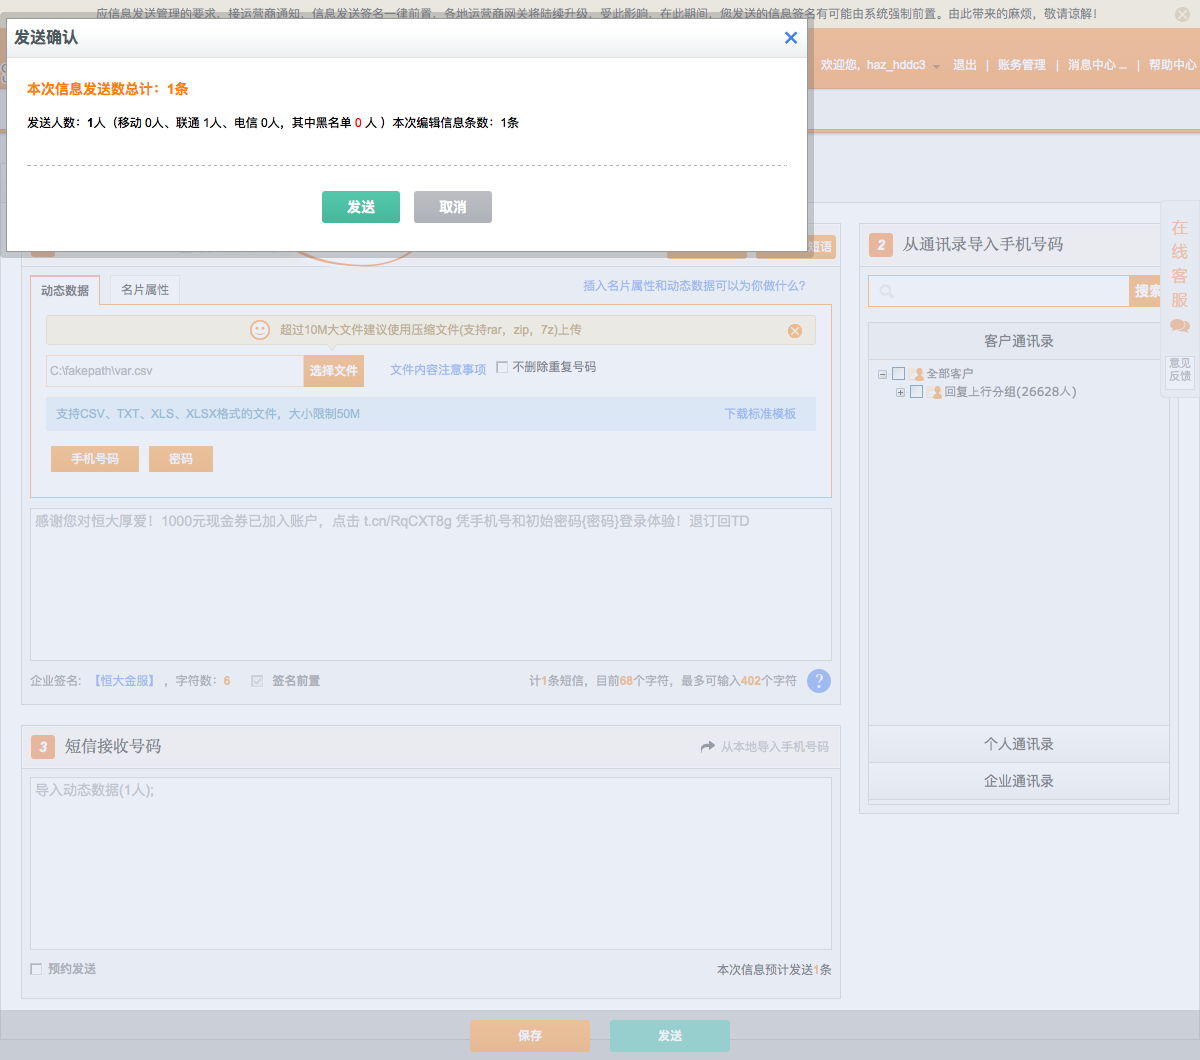 应信息发送管理的要求，接运营商通知，信息发送签名一律前置，各地运营商网关将陆续升级，受此影响，在此期间，您发送的信息签名有可能由系统强制前置。由此带来的麻烦，敬请谅解！
发送确认
欢迎您，haz_hddc3 退出 | 账务管理 | 消息中心 ... | 帮助中心
本次信息发送数总计：1条
发送人数：1人（移动 0人、联通 1人、电信 0人，其中黑名单 0 人 ）本次编辑信息条数：1条
发送 取消
短语
2 从通讯录导入手机号码
在线客服
动态数据 名片属性 插入名片属性和动态数据可以为你做什么？
搜索
超过10M大文件建议使用压缩文件(支持rar，zip，7z)上传
客户通讯录
C:\fakepath\var.csv 选择文件 文件内容注意事项 不删除重复号码
意见反馈
全部客户
回复上行分组(26628人)
支持CSV、TXT、XLS、XLSX格式的文件，大小限制50M 下载标准模板
手机号码 密码
感谢您对恒大厚爱！1000元现金券已加入账户，点击 t.cn/RqCXT8g 凭手机号和初始密码{密码}登录体验！退订回TD
企业签名：【恒大金服】 ，字符数：6 签名前置 计1条短信，目前68个字符，最多可输入402个字符 ?
3 短信接收号码 从本地导入手机号码
个人通讯录
企业通讯录
导入动态数据(1人);
预约发送 本次信息预计发送1条
保存 发送